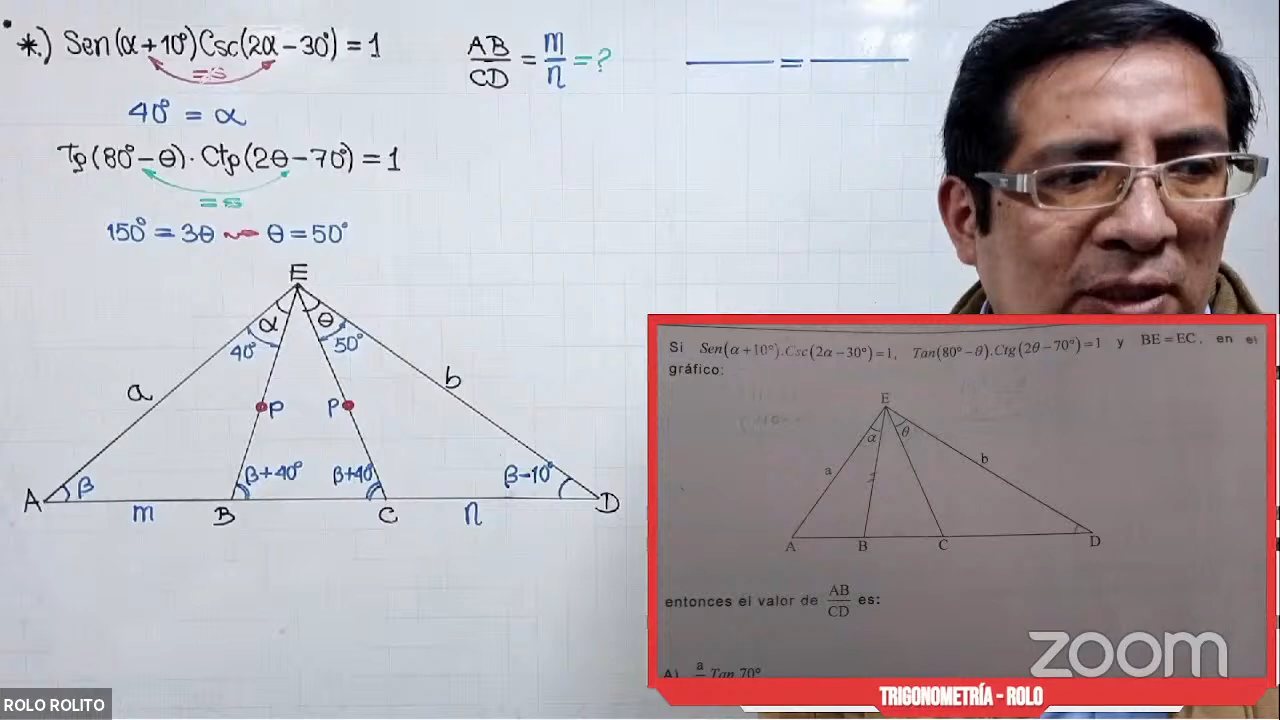 *.) Sen(α+10°)Csc(2α-30°)=1
=s
40° = α
Tg(80°-θ).Ctg(2θ-70°)=1
=s
150° = 3θ ~> θ=50°
AB/CD = m/n = ?
=
E
α θ
40° 50°
a b
P P
A β β+40° β+40° β-10° D
m B C n
Si Sen(α+10°).Csc(2α-30°)=1, Tan(80°-θ).Ctg(2θ-70°)=1 y BE=EC, en el
gráfico:
E
α θ
a b
A B C D
entonces el valor de AB/CD es:
zoom
ROLO ROLITO
TRIGONOMETRÍA - ROLO